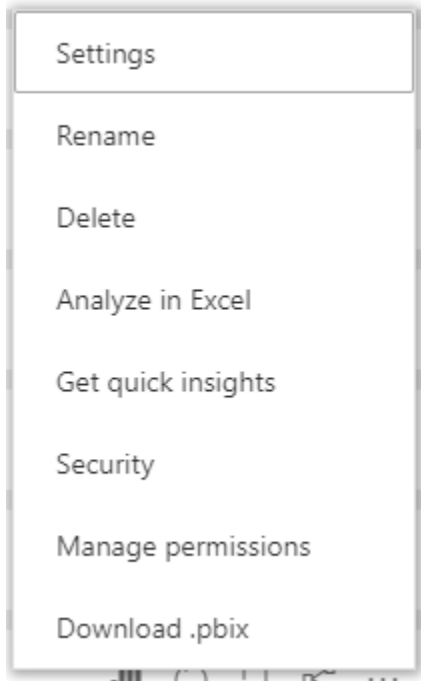 Settings
Rename
Delete
Analyze in Excel
Get quick insights
Security
Manage permissions
Download .pbix